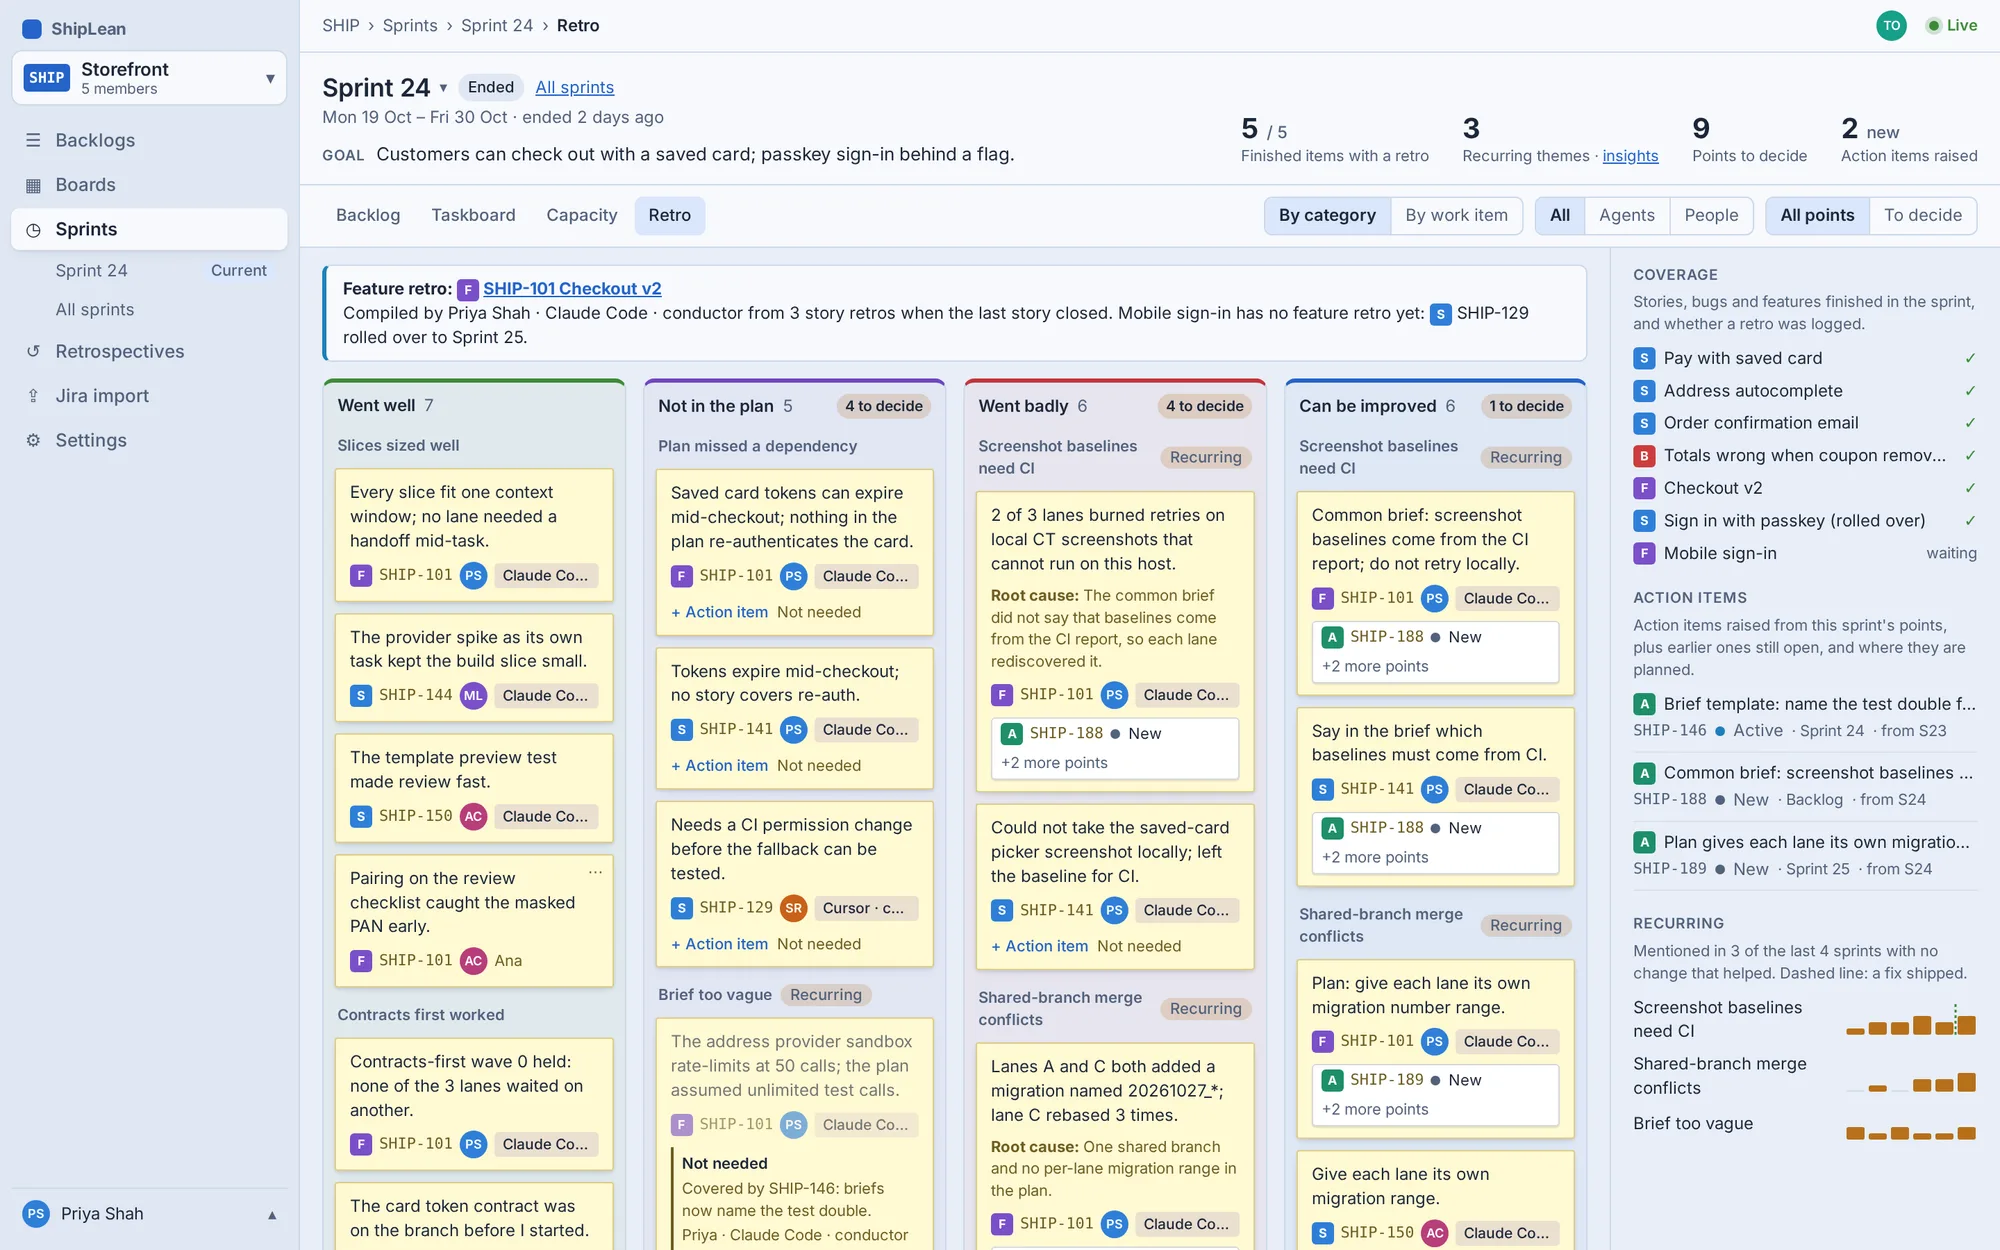 ShipLean
SHIP
Storefront
5 members
Backlogs
Boards
Sprints
Sprint 24
Current
All sprints
Retrospectives
Jira import
Settings
PS
Priya Shah
SHIP › Sprints › Sprint 24 › Retro
TO
Live
Sprint 24
Ended
All sprints
Mon 19 Oct – Fri 30 Oct · ended 2 days ago
GOAL Customers can check out with a saved card; passkey sign-in behind a flag.
5 / 5
Finished items with a retro
3
Recurring themes · insights
9
Points to decide
2 new
Action items raised
Backlog
Taskboard
Capacity
Retro
By category
By work item
All
Agents
People
All points
To decide
Feature retro: F SHIP-101 Checkout v2
Compiled by Priya Shah · Claude Code · conductor from 3 story retros when the last story closed. Mobile sign-in has no feature retro yet: S SHIP-129
rolled over to Sprint 25.
Went well 7
Slices sized well
Every slice fit one context
window; no lane needed a
handoff mid-task.
F SHIP-101 PS Claude Co...
The provider spike as its own
task kept the build slice small.
S SHIP-144 ML Claude Co...
The template preview test
made review fast.
S SHIP-150 AC Claude Co...
Pairing on the review
...
checklist caught the masked
PAN early.
F SHIP-101 AC Ana
Contracts first worked
Contracts-first wave 0 held:
none of the 3 lanes waited on
another.
F SHIP-101 PS Claude Co...
The card token contract was
on the branch before I started.
Not in the plan 5
4 to decide
Plan missed a dependency
Saved card tokens can expire
mid-checkout; nothing in the
plan re-authenticates the card.
F SHIP-101 PS Claude Co...
+ Action item Not needed
Tokens expire mid-checkout;
no story covers re-auth.
S SHIP-141 PS Claude Co...
+ Action item Not needed
Needs a CI permission change
before the fallback can be
tested.
S SHIP-129 SR Cursor · c...
+ Action item Not needed
Brief too vague
Recurring
The address provider sandbox
rate-limits at 50 calls; the plan
assumed unlimited test calls.
F SHIP-101 PS Claude Co...
Not needed
Covered by SHIP-146: briefs
now name the test double.
Priya · Claude Code · conductor
Went badly 6
4 to decide
Screenshot baselines
need CI
Recurring
2 of 3 lanes burned retries on
local CT screenshots that
cannot run on this host.
Root cause: The common brief
did not say that baselines come
from the CI report, so each lane
rediscovered it.
F SHIP-101 PS Claude Co...
A SHIP-188 New
+2 more points
Could not take the saved-card
picker screenshot locally; left
the baseline for CI.
S SHIP-141 PS Claude Co...
+ Action item Not needed
Shared-branch merge
conflicts
Recurring
Lanes A and C both added a
migration named 20261027_*;
lane C rebased 3 times.
Root cause: One shared branch
and no per-lane migration range in
the plan.
F SHIP-101 PS Claude Co...
Can be improved 6
1 to decide
Screenshot baselines
need CI
Recurring
Common brief: screenshot
baselines come from the CI
report; do not retry locally.
F SHIP-101 PS Claude Co...
A SHIP-188 New
+2 more points
Say in the brief which
baselines must come from CI.
S SHIP-141 PS Claude Co...
A SHIP-188 New
+2 more points
Shared-branch merge
conflicts
Recurring
Plan: give each lane its own
migration number range.
F SHIP-101 PS Claude Co...
A SHIP-189 New
+2 more points
Give each lane its own
migration range.
S SHIP-150 AC Claude Co...
COVERAGE
Stories, bugs and features finished in the sprint,
and whether a retro was logged.
S Pay with saved card ✓
S Address autocomplete ✓
S Order confirmation email ✓
B Totals wrong when coupon remov... ✓
F Checkout v2 ✓
S Sign in with passkey (rolled over) ✓
F Mobile sign-in waiting
ACTION ITEMS
Action items raised from this sprint's points,
plus earlier ones still open, and where they are
planned.
A Brief template: name the test double f...
SHIP-146 Active · Sprint 24 · from S23
A Common brief: screenshot baselines ...
SHIP-188 New · Backlog · from S24
A Plan gives each lane its own migratio...
SHIP-189 New · Sprint 25 · from S24
RECURRING
Mentioned in 3 of the last 4 sprints with no
change that helped. Dashed line: a fix shipped.
Screenshot baselines
need CI
Shared-branch merge
conflicts
Brief too vague